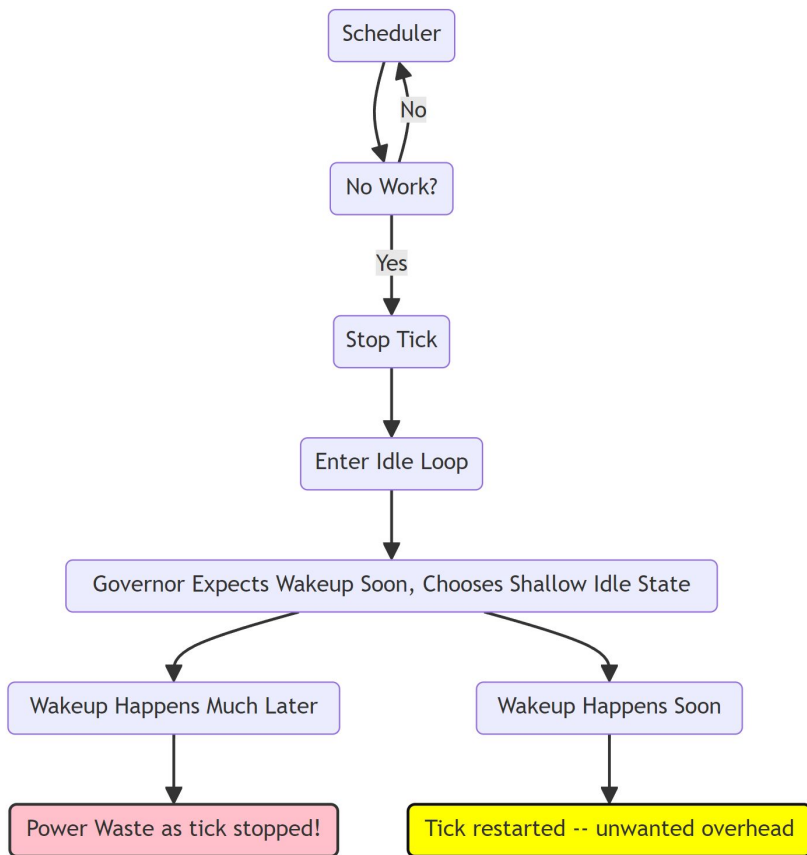 Scheduler
No
No Work?
Yes
Stop Tick
Enter Idle Loop
Governor Expects Wakeup Soon, Chooses Shallow Idle State
Wakeup Happens Much Later
Wakeup Happens Soon
Power Waste as tick stopped!
Tick restarted -- unwanted overhead